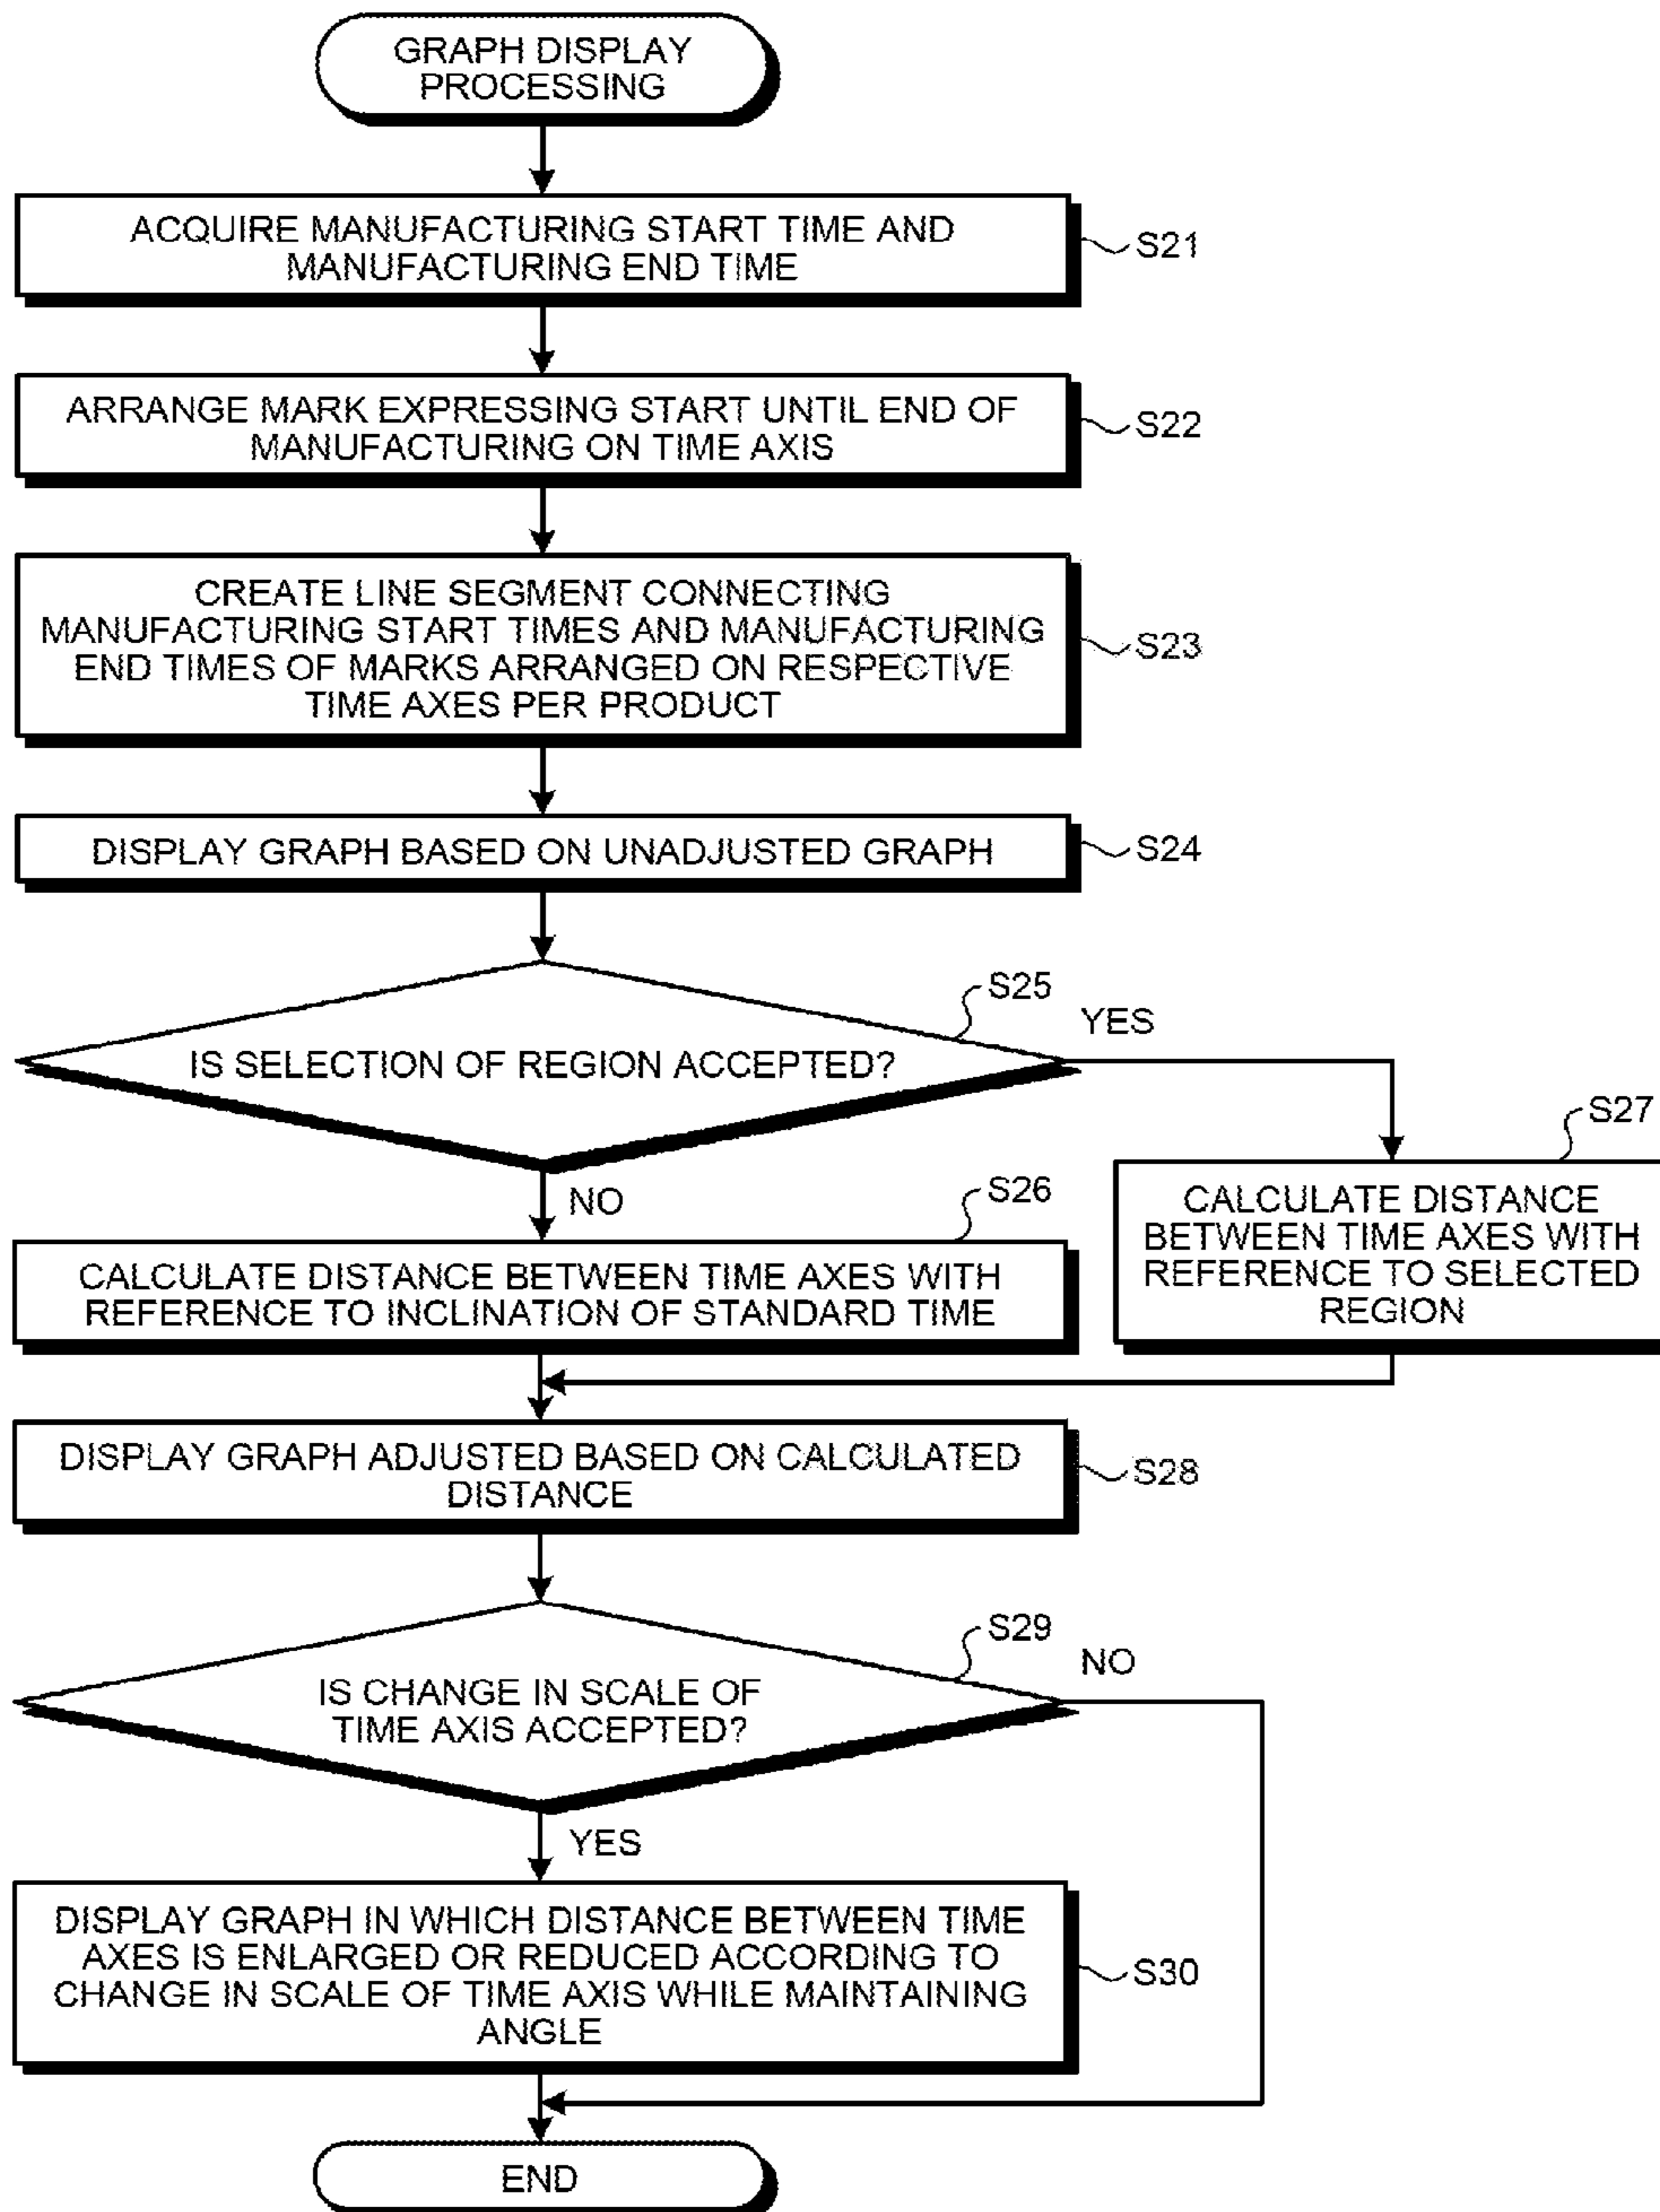 GRAPH DISPLAY
PROCESSING
ACQUIRE MANUFACTURING START TIME AND
MANUFACTURING END TIME
S21
ARRANGE MARK EXPRESSING START UNTIL END OF
MANUFACTURING ON TIME AXIS
S22
CREATE LINE SEGMENT CONNECTING
MANUFACTURING START TIMES AND MANUFACTURING
END TIMES OF MARKS ARRANGED ON RESPECTIVE
TIME AXES PER PRODUCT
S23
DISPLAY GRAPH BASED ON UNADJUSTED GRAPH
S24
S25
YES
IS SELECTION OF REGION ACCEPTED?
NO
S26
CALCULATE DISTANCE BETWEEN TIME AXES WITH
REFERENCE TO INCLINATION OF STANDARD TIME
S27
CALCULATE DISTANCE
BETWEEN TIME AXES WITH
REFERENCE TO SELECTED
REGION
DISPLAY GRAPH ADJUSTED BASED ON CALCULATED
DISTANCE
S28
S29
NO
IS CHANGE IN SCALE OF
TIME AXIS ACCEPTED?
YES
DISPLAY GRAPH IN WHICH DISTANCE BETWEEN TIME
AXES IS ENLARGED OR REDUCED ACCORDING TO
CHANGE IN SCALE OF TIME AXIS WHILE MAINTAINING
ANGLE
S30
END